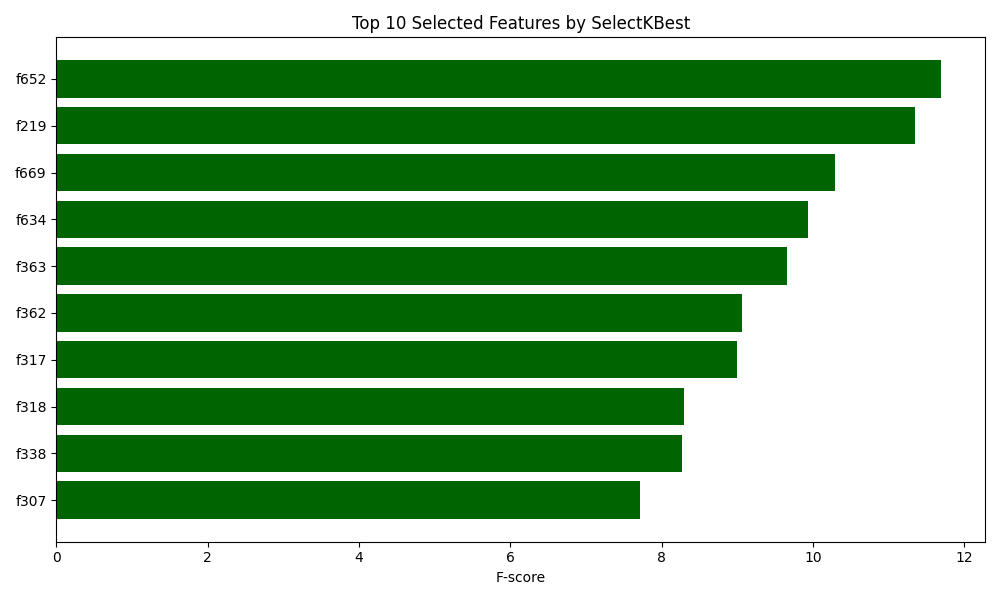 Top 10 Selected Features by SelectKBest
f652
f219
f669
f634
f363
f362
f317
f318
f338
f307
0 2 4 6 8 10 12
F-score